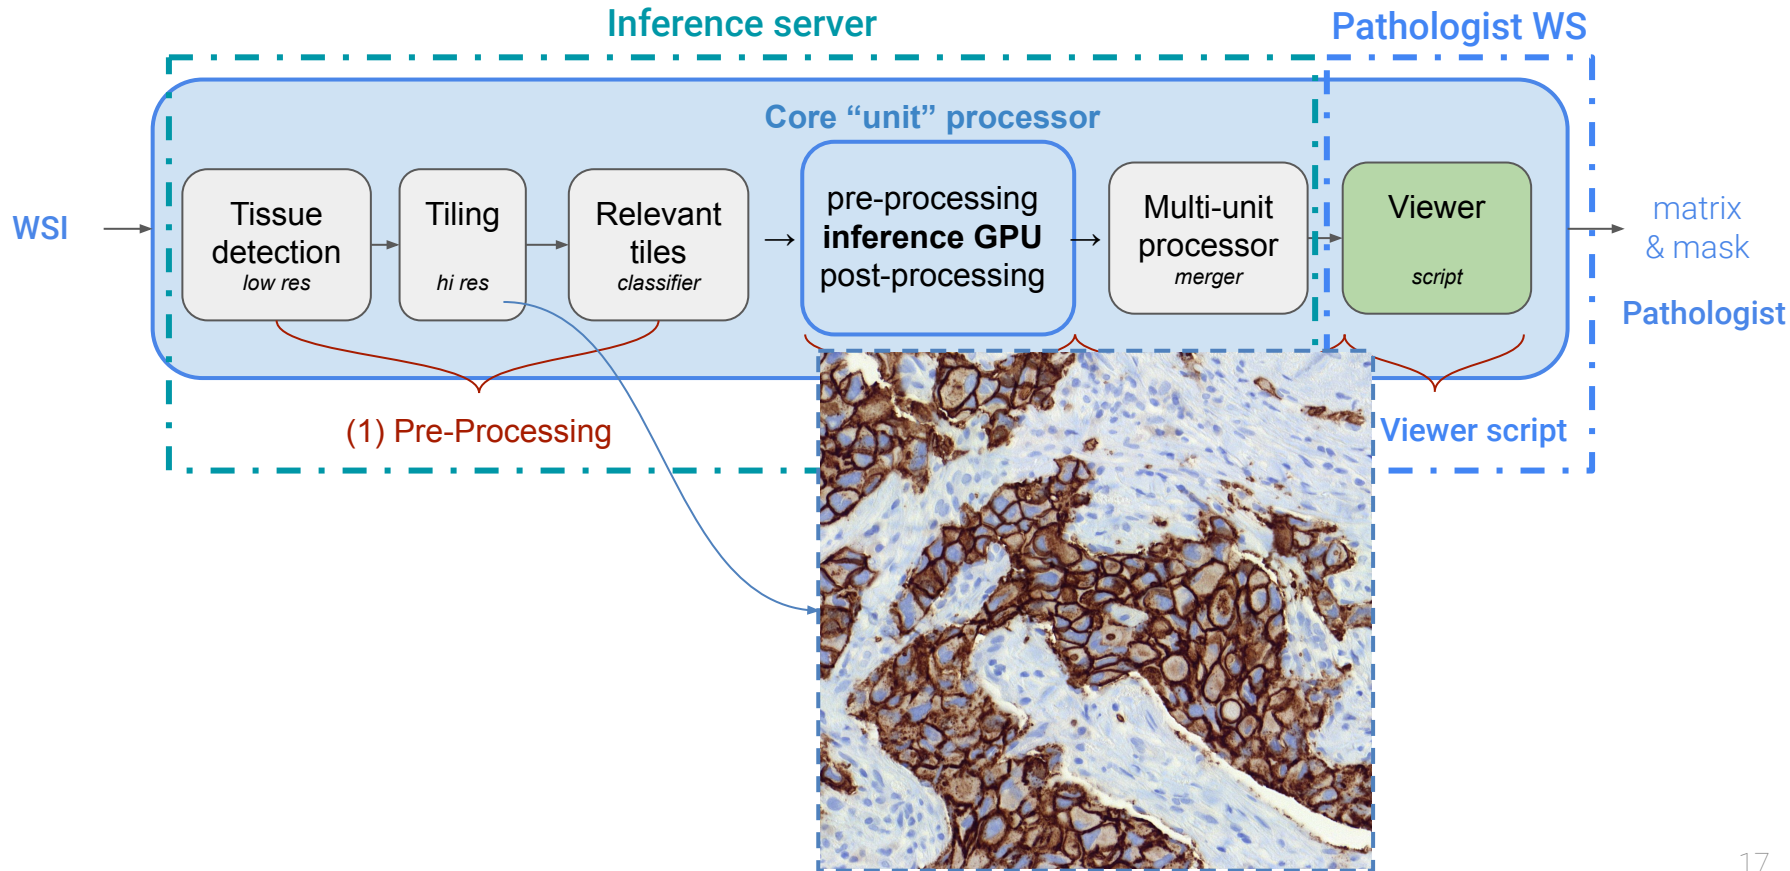 Inference server
Pathologist WS
Core “unit” processor
WSI
Tissue
detection
low res
Tiling
hi res
Relevant
tiles
classifier
→
pre-processing
inference GPU
post-processing
→
Multi-unit
processor
merger
Viewer
script
matrix
& mask
Pathologist
(1) Pre-Processing
Viewer script
17